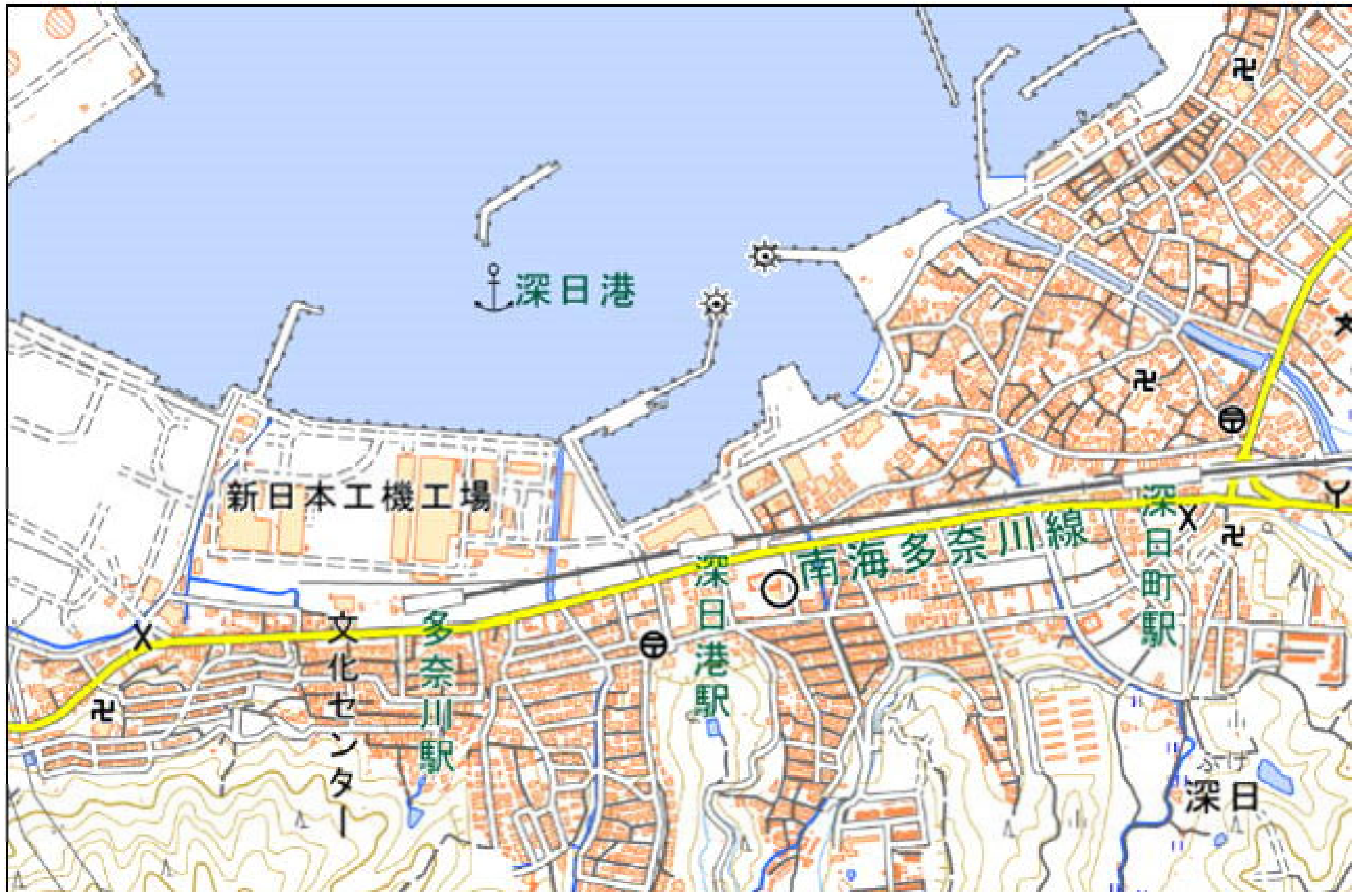 深日港
新日本工機工場
南海多奈川線
深日町駅
深日港駅
多奈川駅
文化センター
ふけ
深日